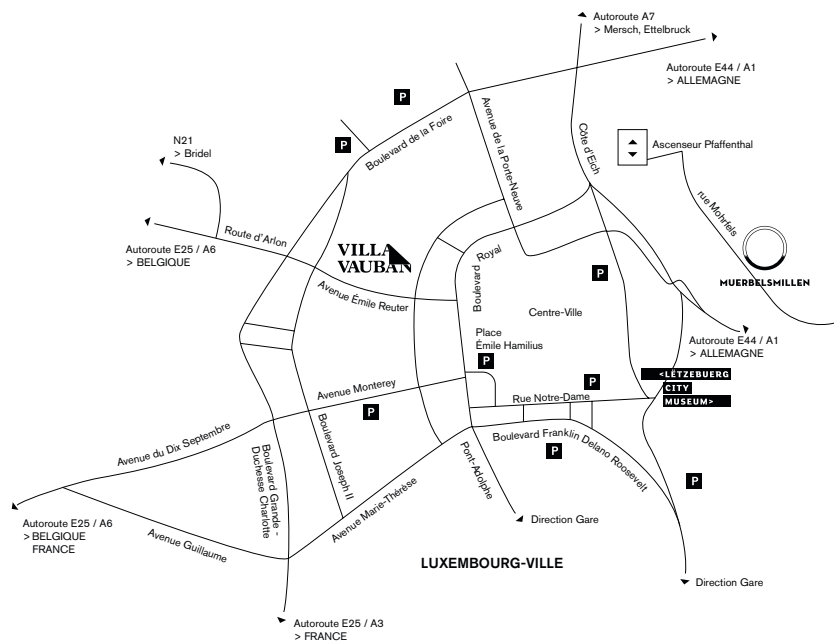 Autoroute A7
> Mersch, Ettelbruck
Autoroute E44 / A1
> ALLEMAGNE
P
P
Boulevard de la Foire
Avenue de la Porte-Neuve
Côte d'Eich
Ascenseur Pfaffenthal
N21
> Bridel
rue Mohrfels
Route d'Arlon
Autoroute E25 / A6
> BELGIQUE
VILLA
VAUBAN
Royal
Boulevard
P
MUERBELSMILLEN
Avenue Émile Reuter
Centre-Ville
Place
Émile Hamilius
P
Autoroute E44 / A1
> ALLEMAGNE
<LËTZEBUERG
CITY
MUSEUM>
Avenue Monterey
P
Rue Notre-Dame
P
Avenue du Dix Septembre
Boulevard Grande -
Duchesse Charlotte
Boulevard Joseph II
Avenue Marie-Thérèse
Pont-Adolphe
Boulevard Franklin Delano Roosevelt
P
P
Autoroute E25 / A6
> BELGIQUE
FRANCE
Avenue Guillaume
Direction Gare
LUXEMBOURG-VILLE
Direction Gare
Autoroute E25 / A3
> FRANCE